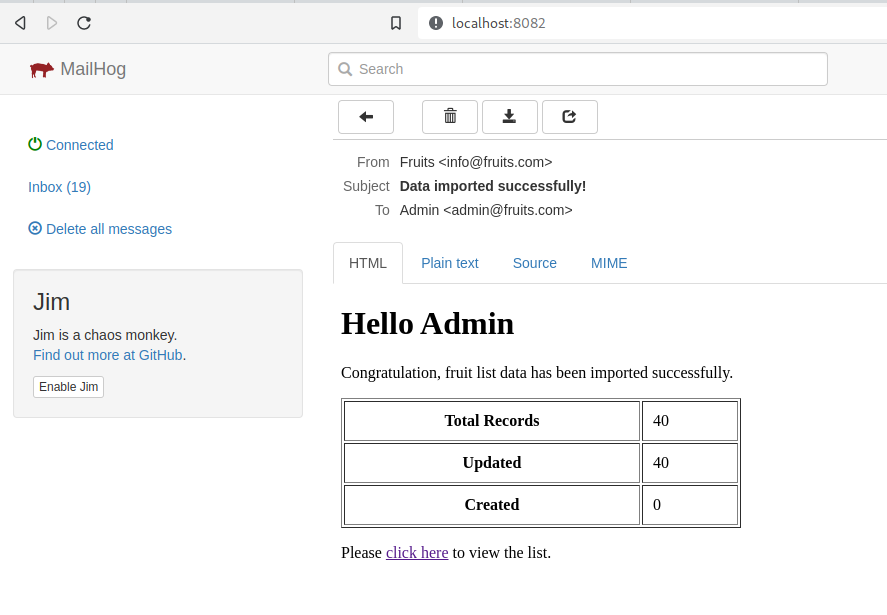 localhost:8082
MailHog
Search
Connected
Inbox (19)
Delete all messages
Jim
Jim is a chaos monkey.
Find out more at GitHub.
Enable Jim
From Fruits <info@fruits.com>
Subject Data imported successfully!
To Admin <admin@fruits.com>
HTML Plain text Source MIME
Hello Admin
Congratulation, fruit list data has been imported successfully.
Total Records 40
Updated 40
Created 0
Please click here to view the list.